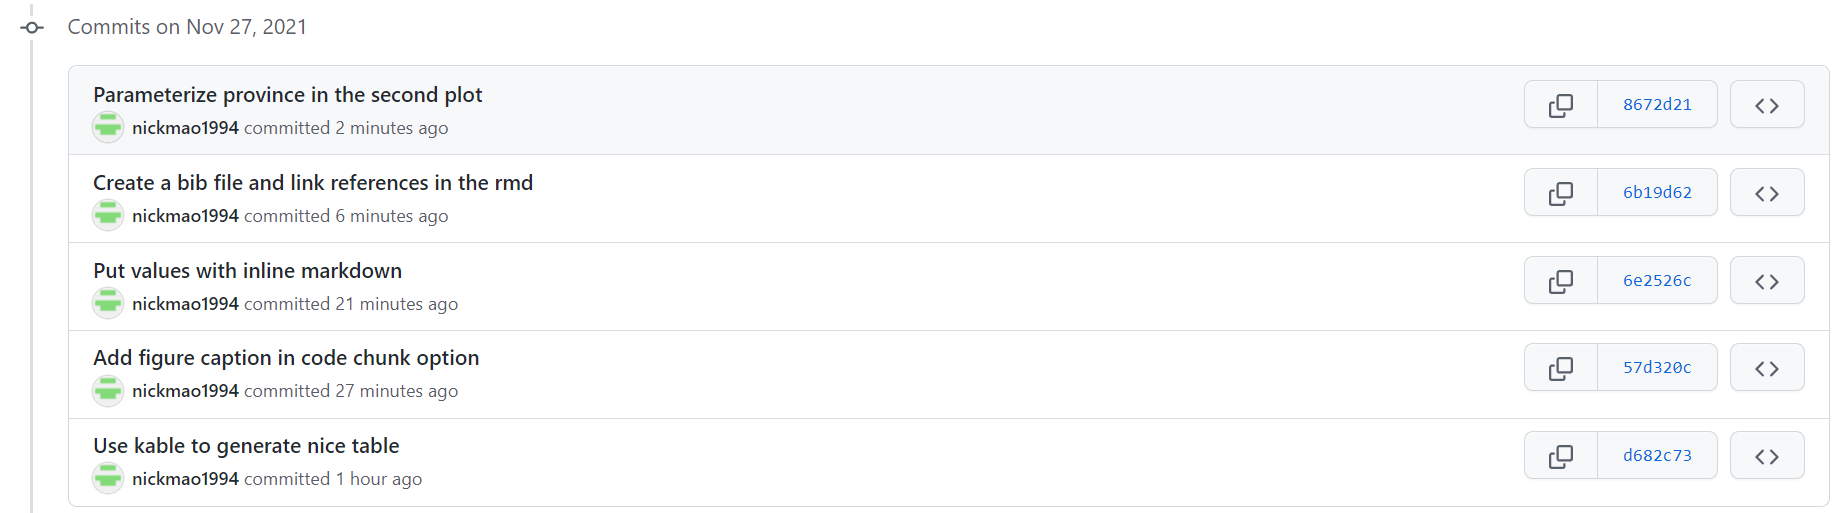 Commits on Nov 27, 2021
Parameterize province in the second plot
8672d21
nickmao1994 committed 2 minutes ago
Create a bib file and link references in the rmd
6b19d62
nickmao1994 committed 6 minutes ago
Put values with inline markdown
6e2526c
nickmao1994 committed 21 minutes ago
Add figure caption in code chunk option
57d320c
nickmao1994 committed 27 minutes ago
Use kable to generate nice table
d682c73
nickmao1994 committed 1 hour ago